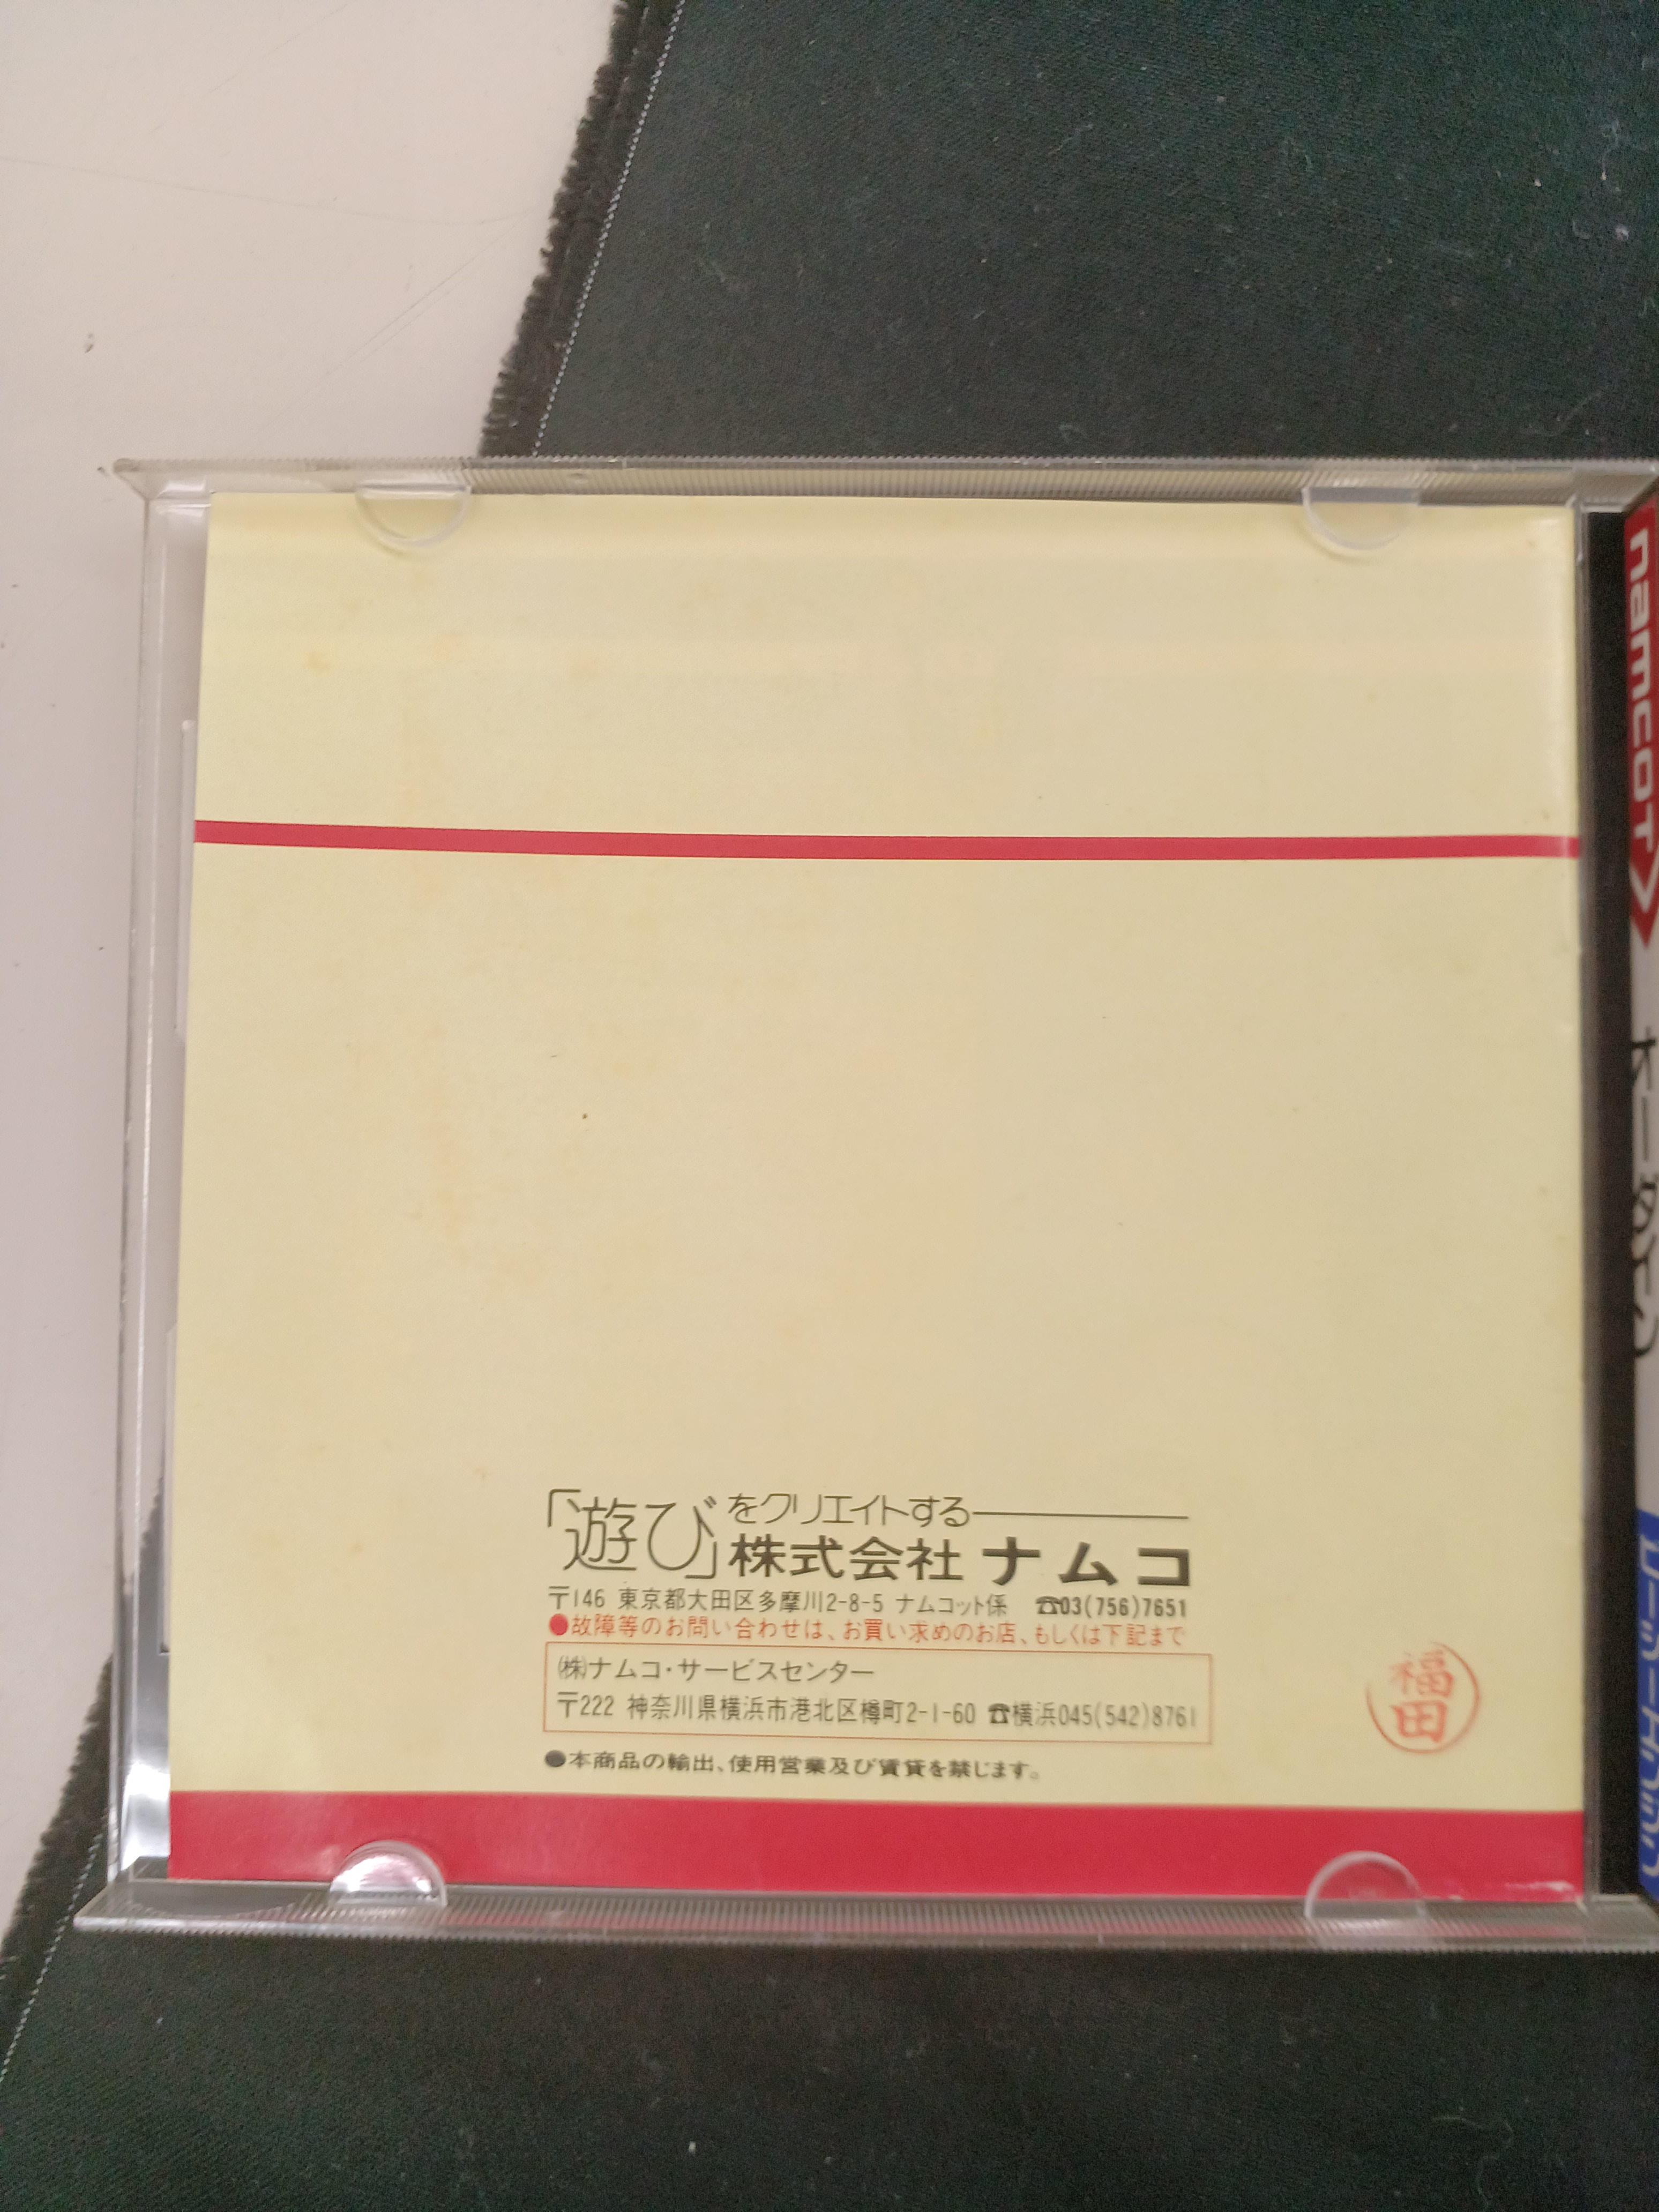 「遊び」をクリエイトする
株式会社 ナムコ
〒146 東京都大田区多摩川2-8-5 ナムコット係 ☎03(756)7651
●故障等のお問い合わせは、お買い求めのお店、もしくは下記まで
㈱ナムコ・サービスセンター
〒222 神奈川県横浜市港北区樽町2-1-60 ☎横浜045(542)8761
●本商品の輸出、使用営業及び賃貸を禁じます。
福田
namcot